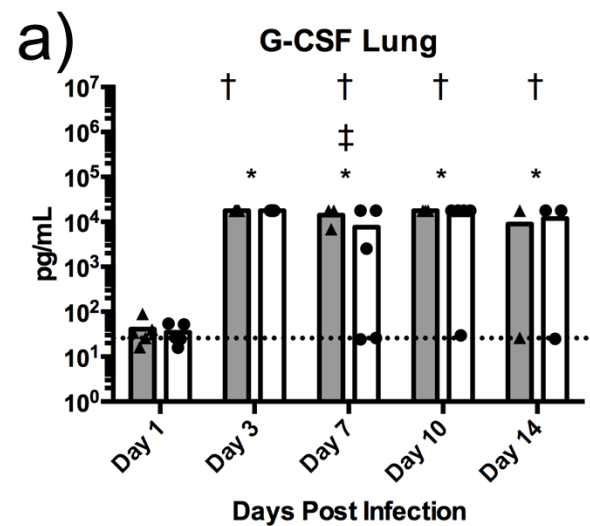 a)
G-CSF Lung
† † † †
‡
* * * *
pg/mL
10⁷
10⁶
10⁵
10⁴
10³
10²
10¹
10⁰
Day 1 Day 3 Day 7 Day 10 Day 14
Days Post Infection